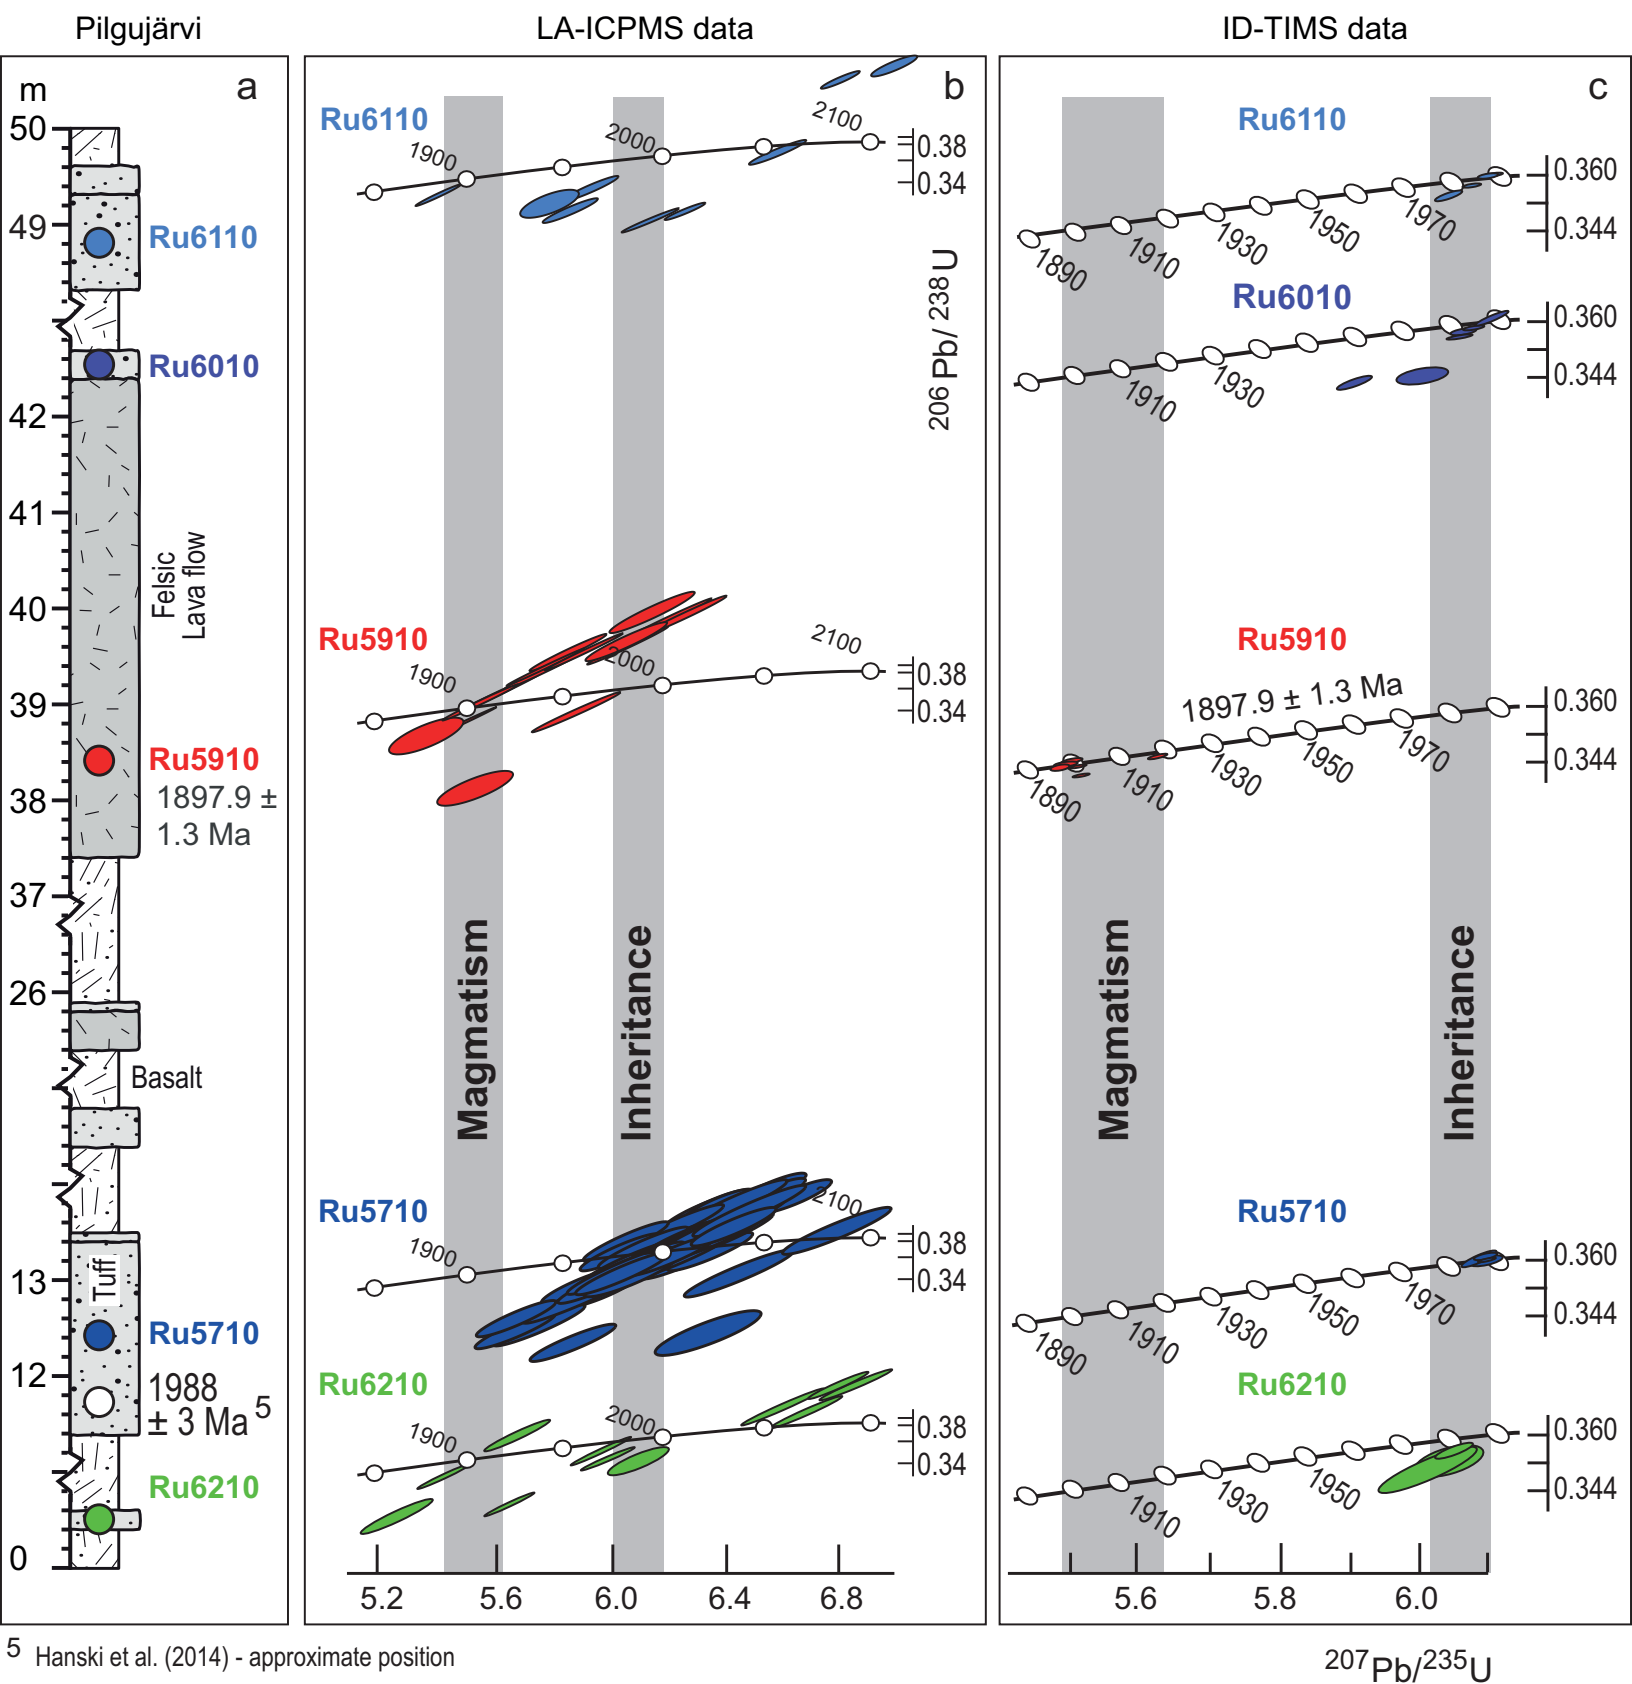 Pilgujärvi
LA-ICPMS data
ID-TIMS data
a
m
50
49
42
41
40
39
38
37
26
13
12
0
Ru6110
Ru6010
Felsic
Lava flow
Ru5910
1897.9 ±
1.3 Ma
Basalt
Tuff
Ru5710
1988
± 3 Ma 5
Ru6210
b
Ru6110
1900
2000
2100
0.38
0.34
206 Pb/ 238 U
Ru5910
1900
2000
2100
0.38
0.34
Magmatism
Inheritance
Ru5710
1900
2100
0.38
0.34
Ru6210
1900
2000
0.38
0.34
5.2
5.6
6.0
6.4
6.8
c
Ru6110
1890
1910
1930
1950
1970
0.360
0.344
Ru6010
1910
1930
0.360
0.344
Ru5910
1897.9 ± 1.3 Ma
1890
1910
1930
1950
1970
0.360
0.344
Magmatism
Inheritance
Ru5710
1890
1910
1930
1950
1970
0.360
0.344
Ru6210
1910
1930
1950
0.360
0.344
5.6
5.8
6.0
5 Hanski et al. (2014) - approximate position
207Pb/235U